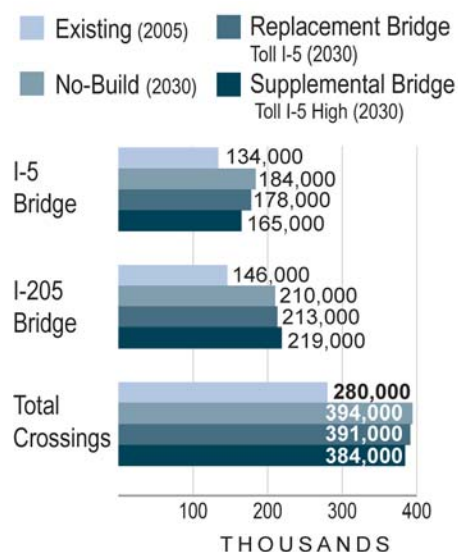 Existing (2005)
No-Build (2030)
Replacement Bridge
Toll I-5 (2030)
Supplemental Bridge
Toll I-5 High (2030)
I-5
Bridge
134,000
184,000
178,000
165,000
I-205
Bridge
146,000
210,000
213,000
219,000
Total
Crossings
280,000
394,000
391,000
384,000
100 200 300 400
THOUSANDS